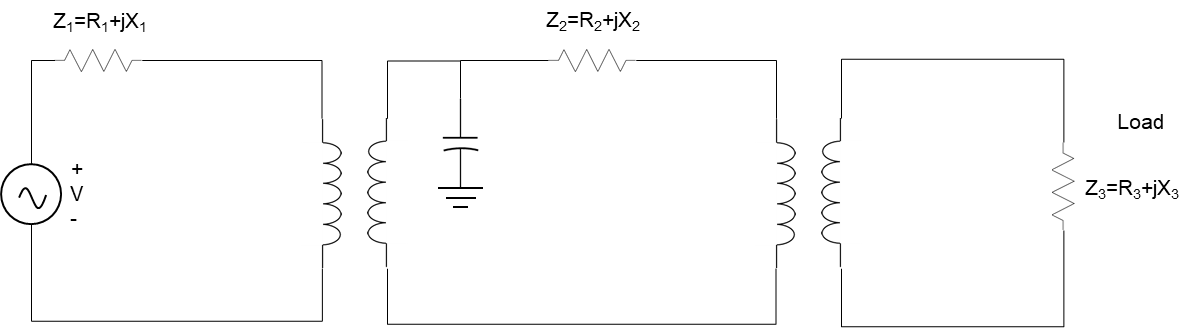 Z₁=R₁+jX₁
Z₂=R₂+jX₂
Load
+
V
-
Z₃=R₃+jX₃